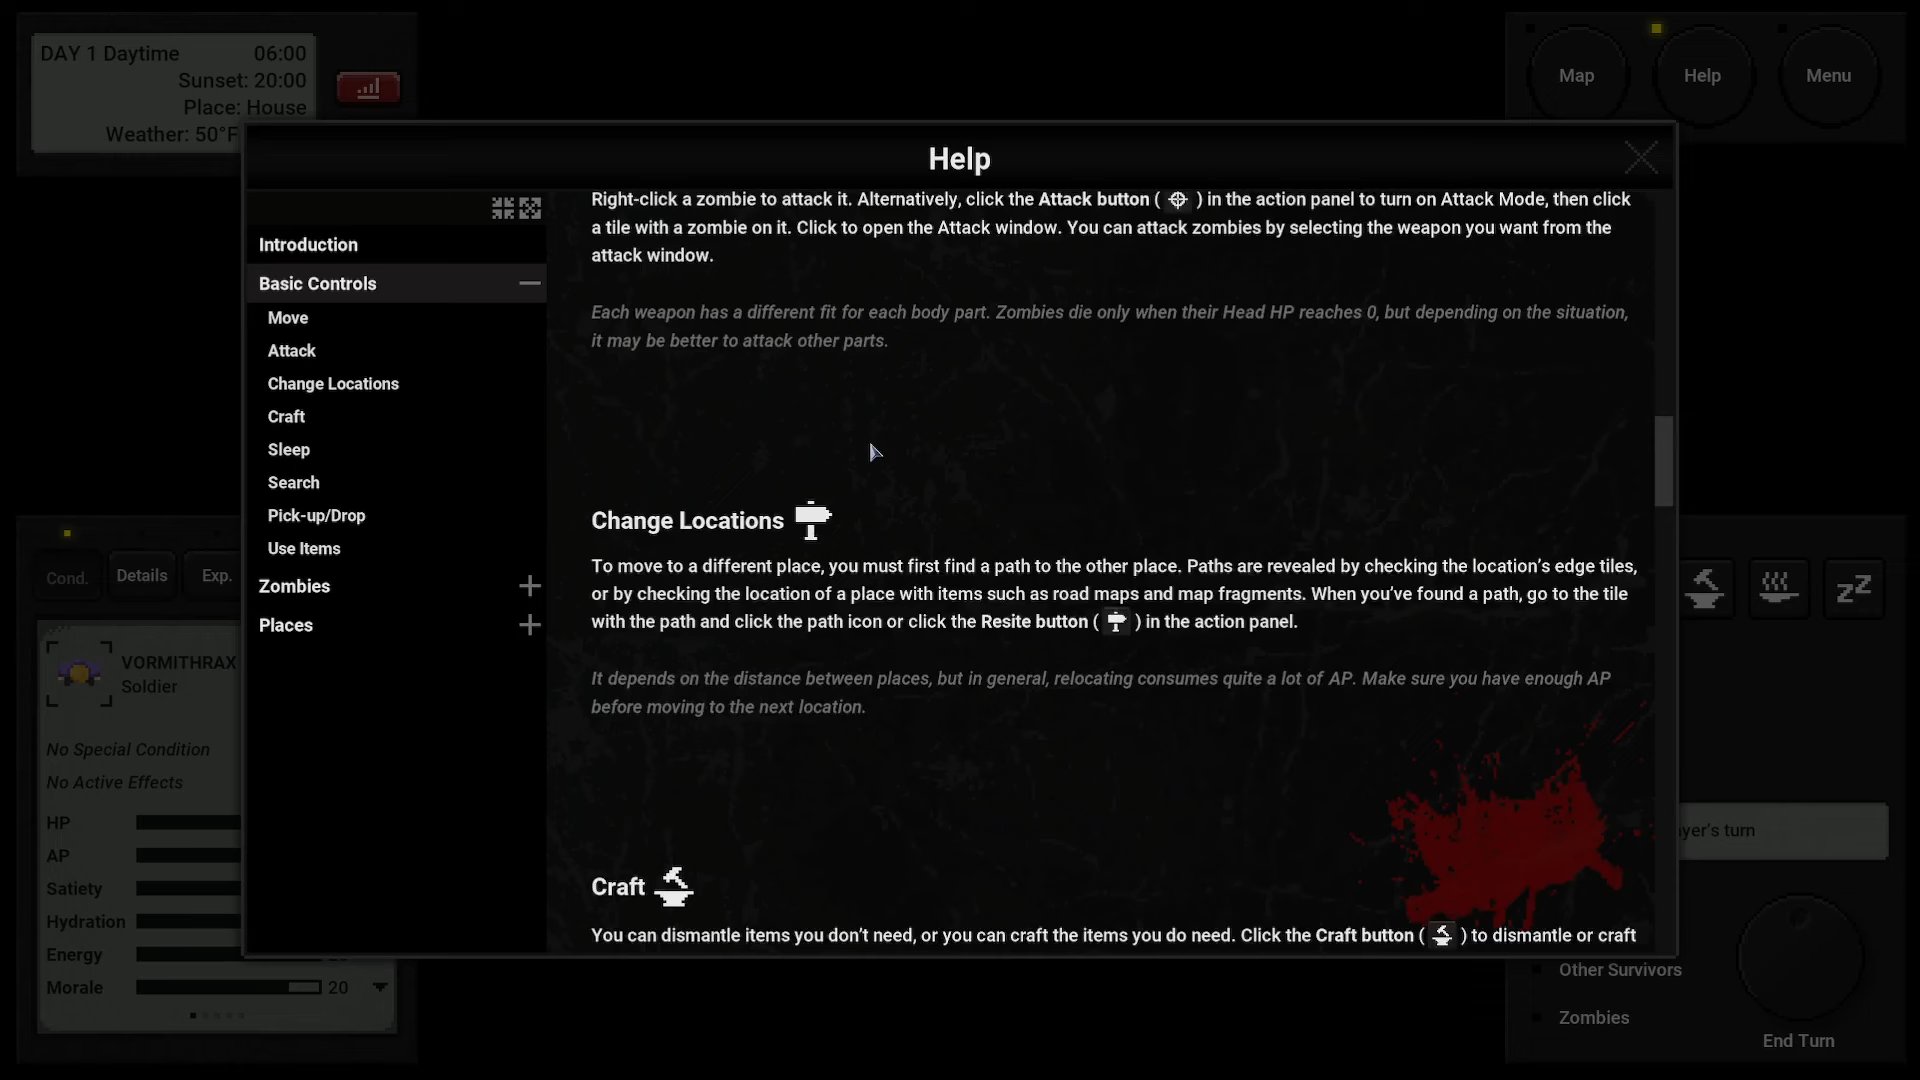 DAY 1 Daytime 06:00
Sunset: 20:00
Place: House
Weather: 50°F
Map
Help
Menu
Help
Introduction
Basic Controls
Move
Attack
Change Locations
Craft
Sleep
Search
Pick-up/Drop
Use Items
Zombies
Places
Right-click a zombie to attack it. Alternatively, click the Attack button ( ) in the action panel to turn on Attack Mode, then click
a tile with a zombie on it. Click to open the Attack window. You can attack zombies by selecting the weapon you want from the
attack window.
Each weapon has a different fit for each body part. Zombies die only when their Head HP reaches 0, but depending on the situation,
it may be better to attack other parts.
Change Locations
To move to a different place, you must first find a path to the other place. Paths are revealed by checking the location's edge tiles,
or by checking the location of a place with items such as road maps and map fragments. When you've found a path, go to the tile
with the path and click the path icon or click the Resite button ( ) in the action panel.
It depends on the distance between places, but in general, relocating consumes quite a lot of AP. Make sure you have enough AP
before moving to the next location.
Craft
You can dismantle items you don't need, or you can craft the items you do need. Click the Craft button ( ) to dismantle or craft
Cond.
Details
Exp.
VORMITHRAX
Soldier
No Special Condition
No Active Effects
HP
AP
Satiety
Hydration
Energy
Morale 20
zZ
yer's turn
Other Survivors
Zombies
End Turn